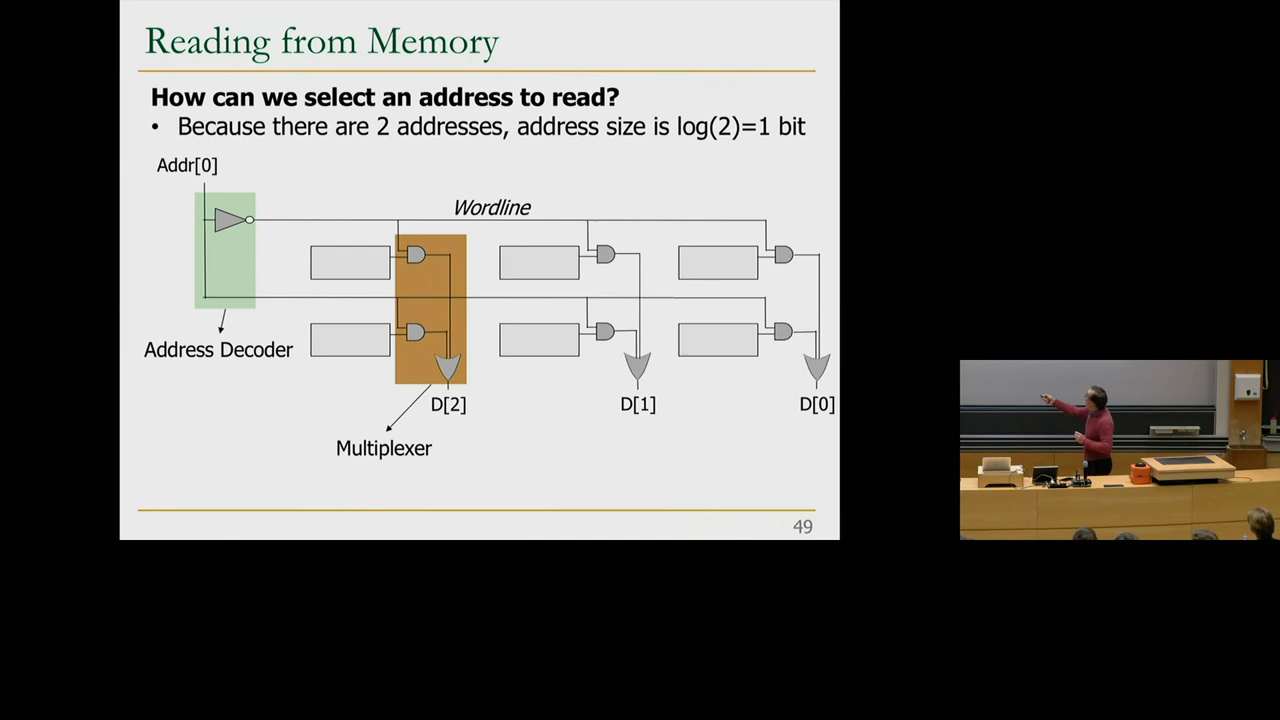 Reading from Memory
How can we select an address to read?
• Because there are 2 addresses, address size is log(2)=1 bit
Addr[0]
Wordline
Address Decoder
D[2]
D[1]
D[0]
Multiplexer
49